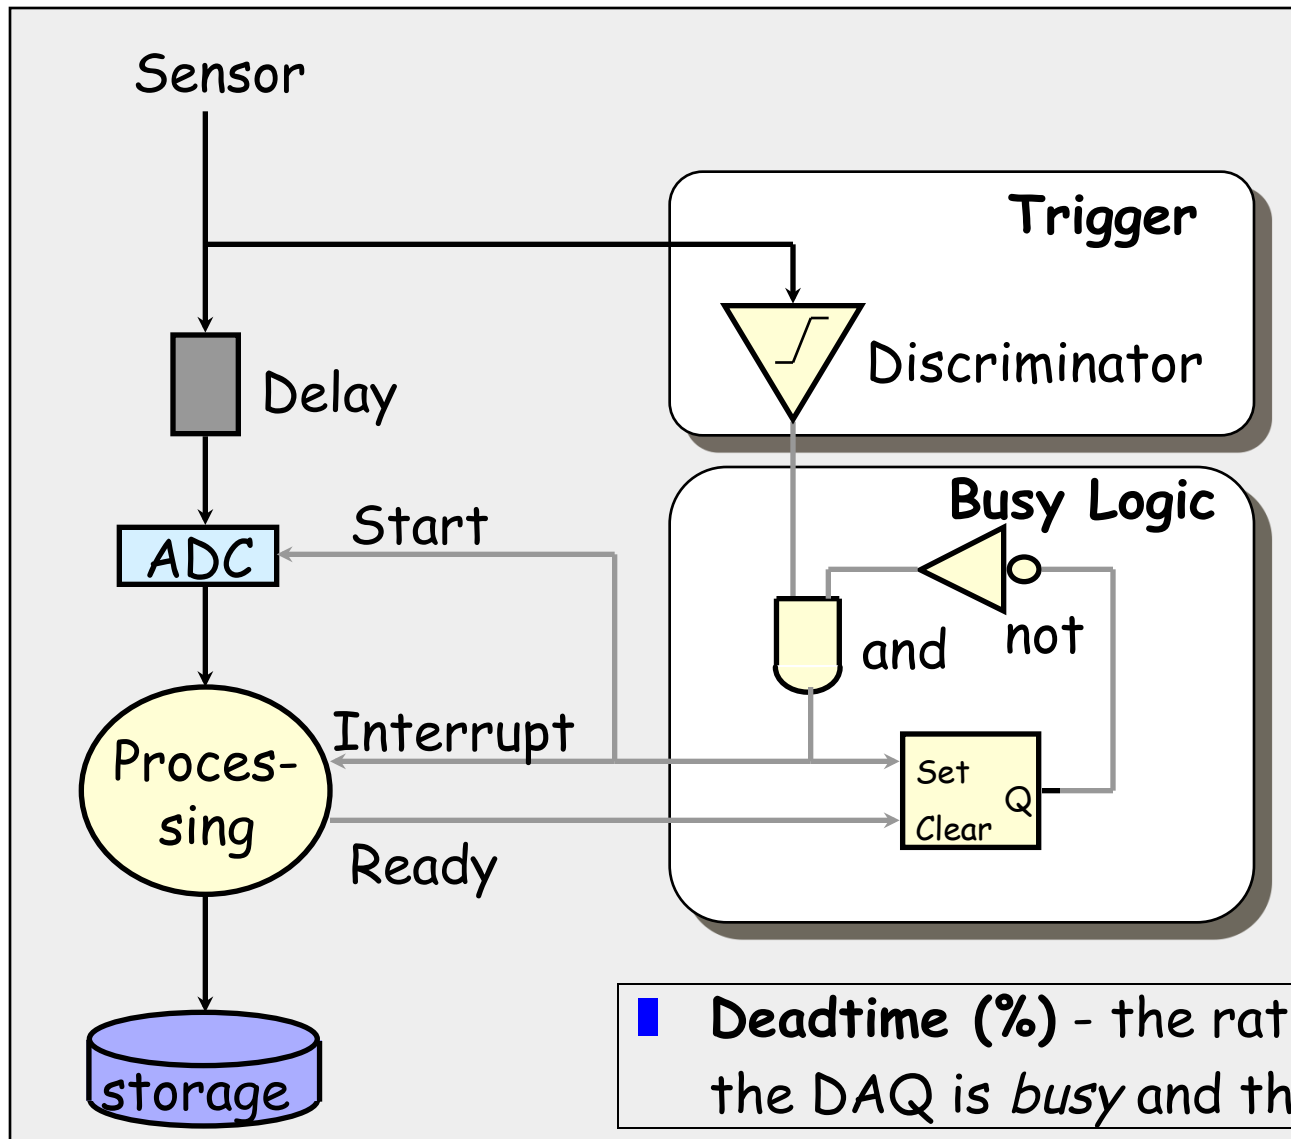 Sensor
Trigger
Discriminator
Delay
Busy Logic
Start
ADC
not
and
Interrupt
Proces-
sing
Set
Q
Clear
Ready
Deadtime (%) - the rat
the DAQ is busy and th
storage